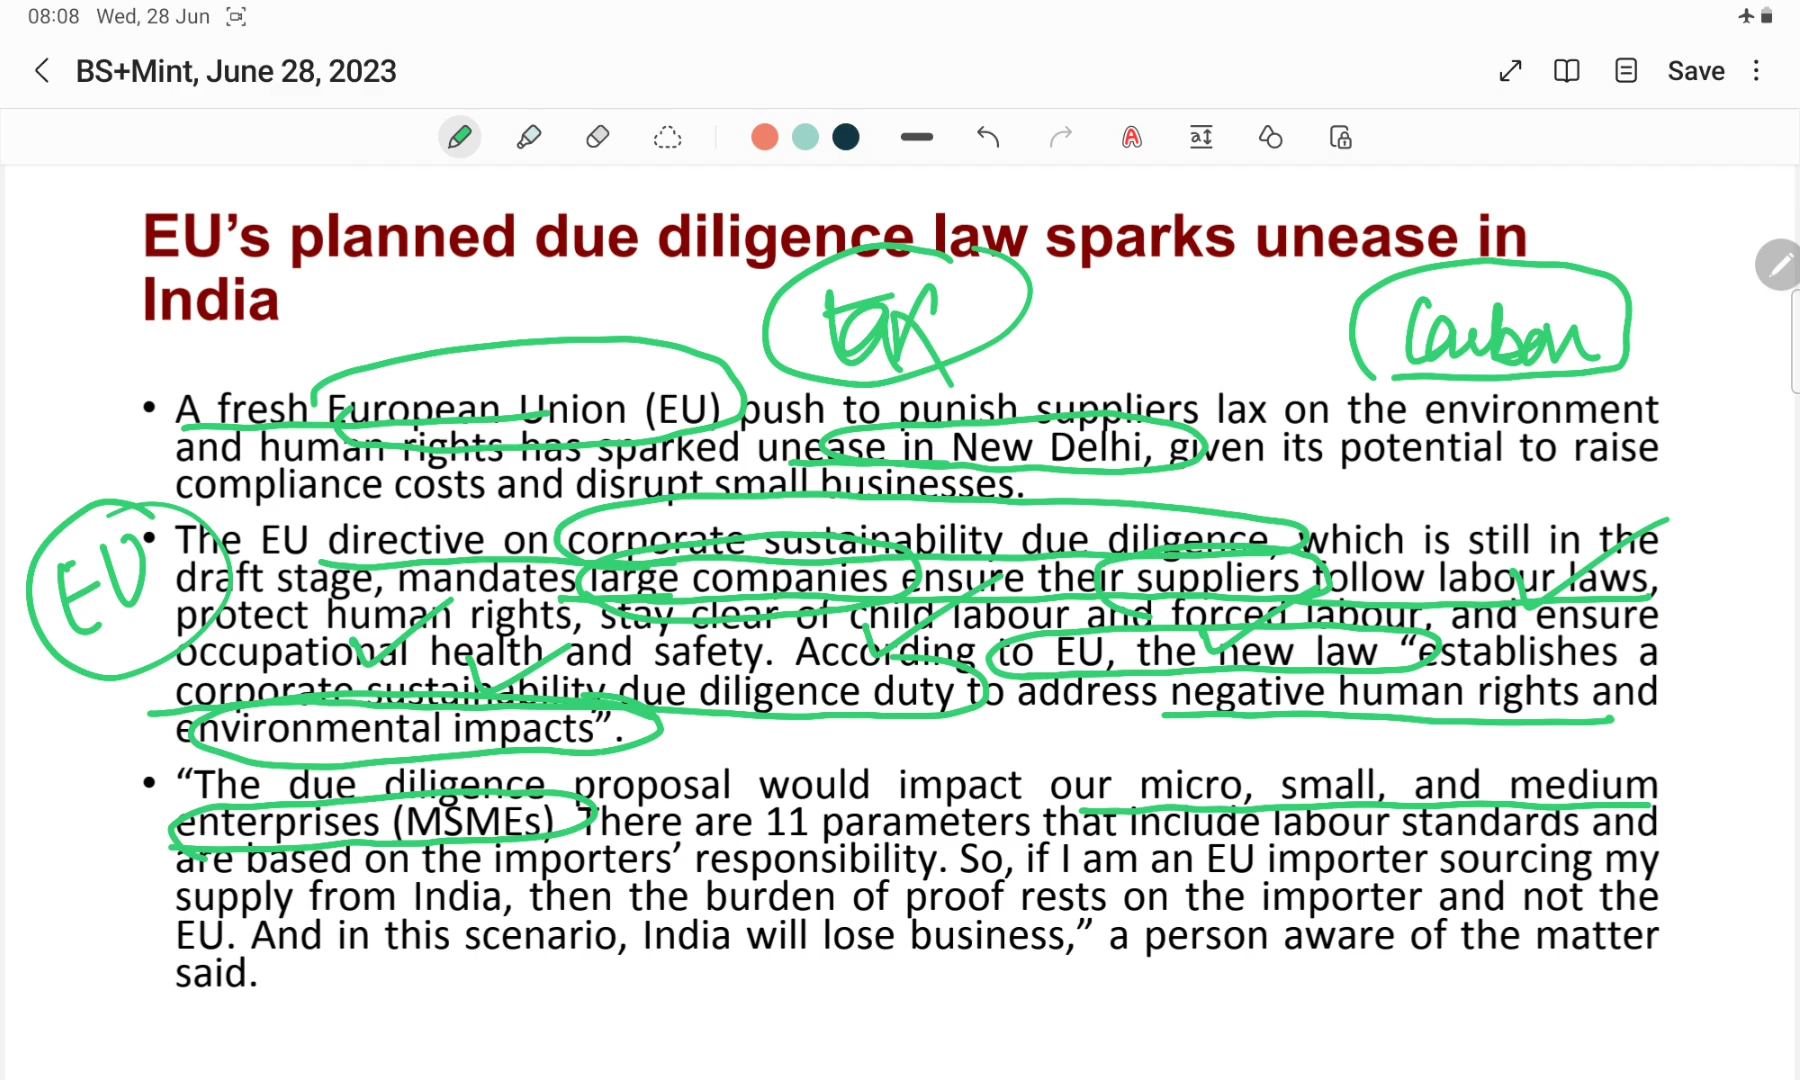 08:08 Wed, 28 Jun
BS+Mint, June 28, 2023
Save
EU’s planned due diligence law sparks unease in
India
tax
Carbon
• A fresh European Union (EU) push to punish suppliers lax on the environment
and human rights has sparked unease in New Delhi, given its potential to raise
compliance costs and disrupt small businesses.
EU
• The EU directive on corporate sustainability due diligence, which is still in the
draft stage, mandates large companies ensure their suppliers follow labour laws,
protect human rights, stay clear of child labour and forced labour, and ensure
occupational health and safety. According to EU, the new law “establishes a
corporate sustainability due diligence duty to address negative human rights and
environmental impacts”.
• “The due diligence proposal would impact our micro, small, and medium
enterprises (MSMEs). There are 11 parameters that include labour standards and
are based on the importers’ responsibility. So, if I am an EU importer sourcing my
supply from India, then the burden of proof rests on the importer and not the
EU. And in this scenario, India will lose business,” a person aware of the matter
said.